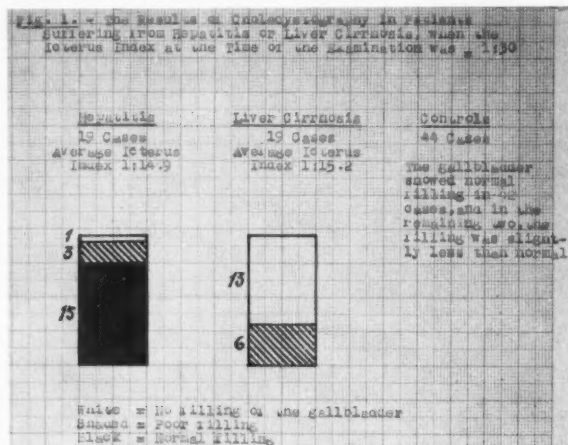 Fig. 1. - The Results of Cholecystography in Patients
Suffering from Hepatitis or Liver Cirrhosis, when the
Icterus Index at the Time of the Examination was = 1:30
Hepatitis
19 Cases
Average Icterus
Index 1:14.9
Liver Cirrhosis
19 Cases
Average Icterus
Index 1:15.2
Controls
44 Cases
The gallbladder
showed normal
filling in 42
cases, and in the
remaining two the
filling was slight-
ly less than normal
1
3
15
13
6
White = No filling of the gallbladder
Shaded = Poor filling
Black = Normal filling